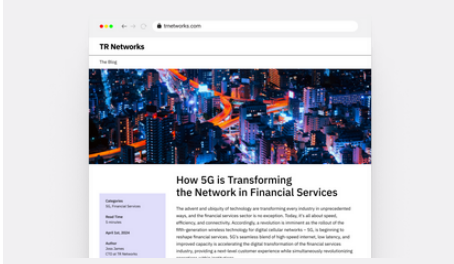 tmetworks.com
TR Networks
The Blog
How 5G is Transforming
the Network in Financial Services
Categories
5G, Financial Services
Read Time
5 minutes
April 1st, 2024
Author
Jess Jones
CTO at TR Networks
The advent and ubiquity of technology are transforming every industry in unprecedented
ways, and the financial services sector is no exception. Today, it's all about speed,
efficiency, and connectivity. Accordingly, a revolution is imminent as the rollout of the
fifth-generation wireless technology for digital cellular networks – 5G, is beginning to
reshape financial services. 5G's seamless blend of high-speed internet, low latency, and
improved capacity is accelerating the digital transformation of the financial services
industry, providing a next-level customer experience while simultaneously revolutionizing